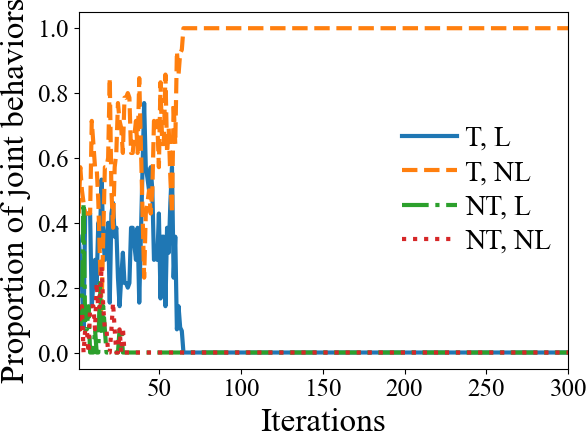 Proportion of joint behaviors
1.0
0.8
0.6
0.4
0.2
0.0
T, L
T, NL
NT, L
NT, NL
50 100 150 200 250 300
Iterations